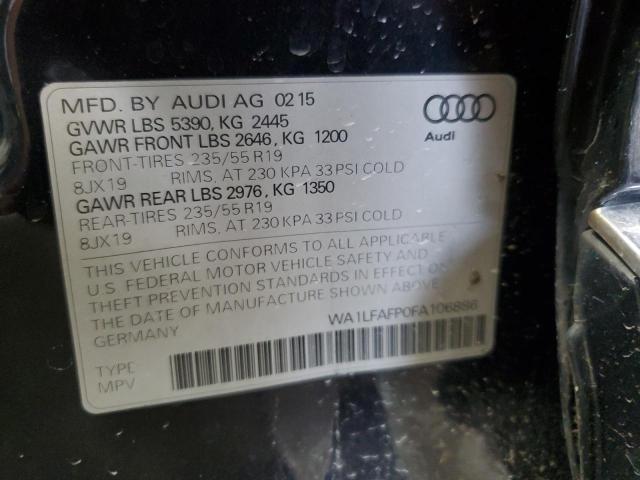 MFD. BY AUDI AG 02 15
GVWR LBS 5390, KG 2445
GAWR FRONT LBS 2646, KG 1200
FRONT-TIRES 235/55 R19
8JX19 RIMS, AT 230 KPA 33 PSI COLD
GAWR REAR LBS 2976, KG 1350
REAR-TIRES 235/55 R19
8JX19 RIMS, AT 230 KPA 33 PSI COLD
Audi
THIS VEHICLE CONFORMS TO ALL APPLICABLE
U.S. FEDERAL MOTOR VEHICLE SAFETY AND
THEFT PREVENTION STANDARDS IN EFFECT ON
THE DATE OF MANUFACTURE SHOWN ABOVE.
GERMANY
WA1LFAFP0FA106886
TYPE
MPV